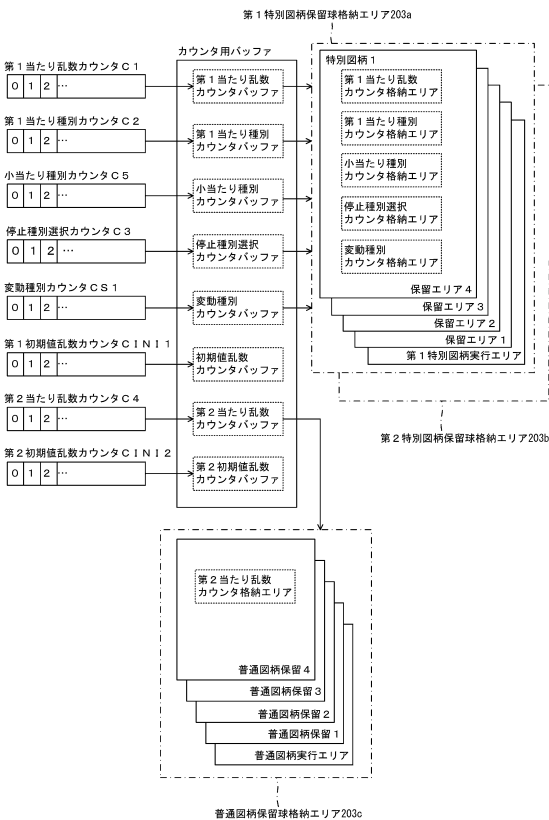 第１特別図柄保留球格納エリア203a
カウンタ用バッファ
特別図柄１
第１当たり乱数カウンタＣ１
０ １ ２ …
第１当たり乱数
カウンタバッファ
第１当たり乱数
カウンタ格納エリア
第１当たり種別カウンタＣ２
０ １ ２ …
第１当たり種別
カウンタバッファ
第１当たり種別
カウンタ格納エリア
小当たり種別カウンタＣ５
０ １ ２ …
小当たり種別
カウンタバッファ
小当たり種別
カウンタ格納エリア
停止種別選択カウンタＣ３
０ １ ２ …
停止種別選択
カウンタバッファ
停止種別選択
カウンタ格納エリア
変動種別カウンタＣＳ１
０ １ ２ …
変動種別
カウンタバッファ
変動種別
カウンタ格納エリア
保留エリア４
保留エリア３
保留エリア２
保留エリア１
第１特別図柄実行エリア
第１初期値乱数カウンタＣＩＮＩ１
０ １ ２ …
初期値乱数
カウンタバッファ
第２当たり乱数カウンタＣ４
０ １ ２ …
第２当たり乱数
カウンタバッファ
第２特別図柄保留球格納エリア203b
第２初期値乱数カウンタＣＩＮＩ２
０ １ ２ …
第２初期値乱数
カウンタバッファ
第２当たり乱数
カウンタ格納エリア
普通図柄保留４
普通図柄保留３
普通図柄保留２
普通図柄保留１
普通図柄実行エリア
普通図柄保留球格納エリア203c